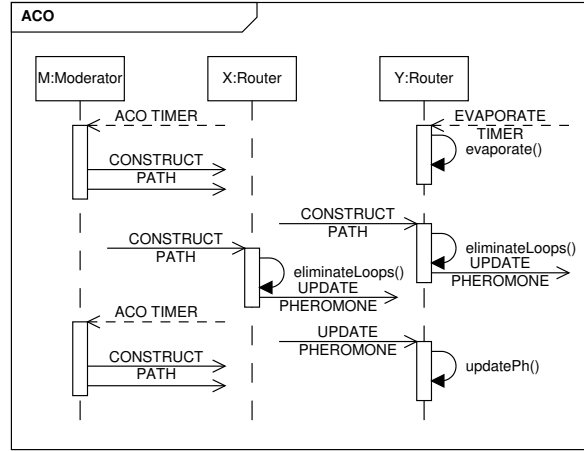 ACO
M:Moderator X:Router Y:Router
ACO TIMER EVAPORATE
TIMER
evaporate()
CONSTRUCT
PATH
CONSTRUCT
PATH
CONSTRUCT
PATH
eliminateLoops()
UPDATE
PHEROMONE
eliminateLoops()
UPDATE
PHEROMONE
ACO TIMER
UPDATE
PHEROMONE
CONSTRUCT
PATH
updatePh()